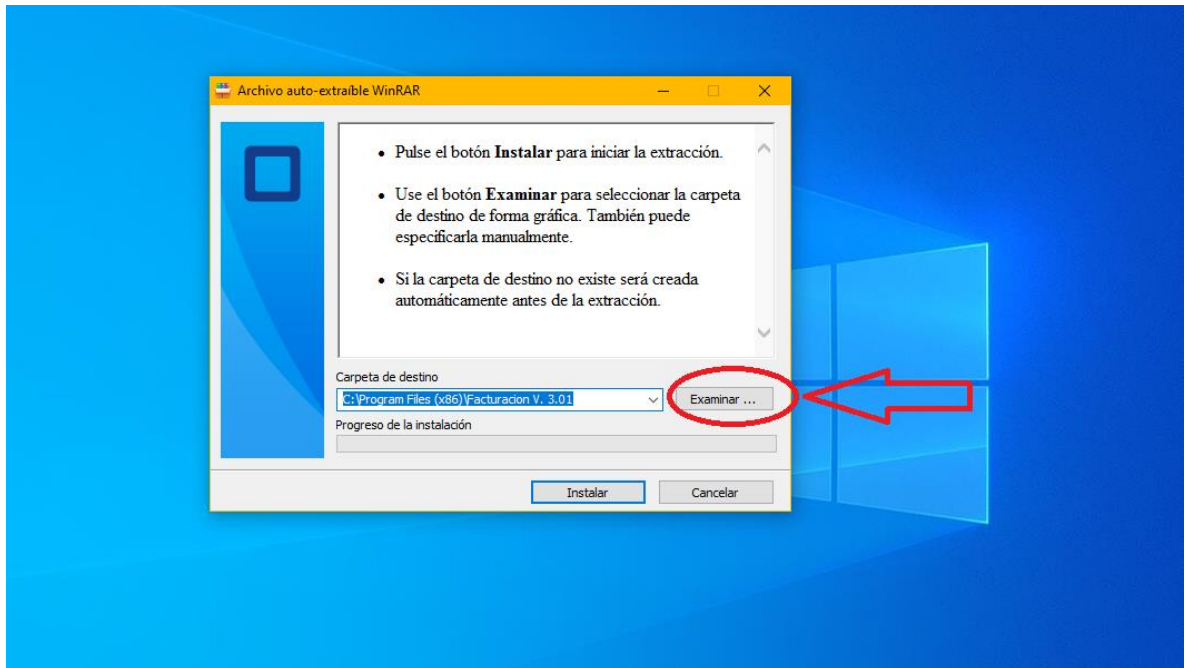 Archivo auto-extraíble WinRAR
• Pulse el botón Instalar para iniciar la extracción.
• Use el botón Examinar para seleccionar la carpeta
de destino de forma gráfica. También puede
especificarla manualmente.
• Si la carpeta de destino no existe será creada
automáticamente antes de la extracción.
Carpeta de destino
C:\Program Files (x86)\Facturacion V. 3.01
Examinar ...
Progreso de la instalación
Instalar
Cancelar